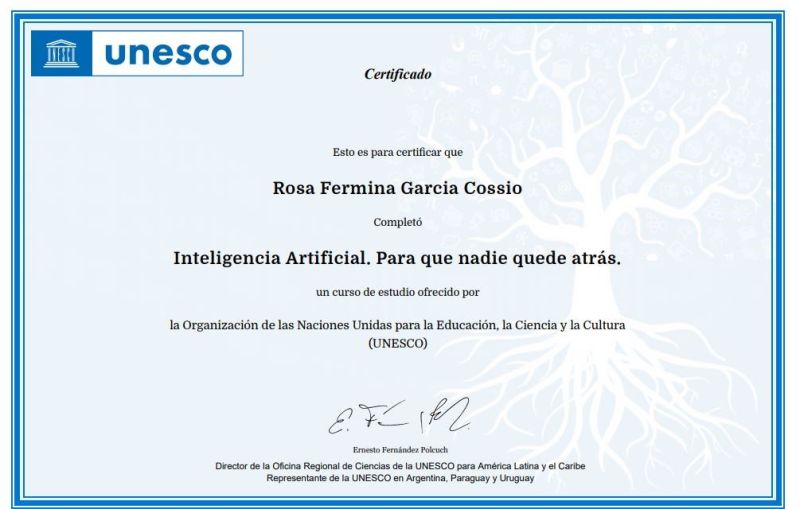 unesco
Certificado
Esto es para certificar que
Rosa Fermina Garcia Cossio
Completó
Inteligencia Artificial. Para que nadie quede atrás.
un curso de estudio ofrecido por
la Organización de las Naciones Unidas para la Educación, la Ciencia y la Cultura
(UNESCO)
Ernesto Fernández Polcuch
Director de la Oficina Regional de Ciencias de la UNESCO para América Latina y el Caribe
Representante de la UNESCO en Argentina, Paraguay y Uruguay